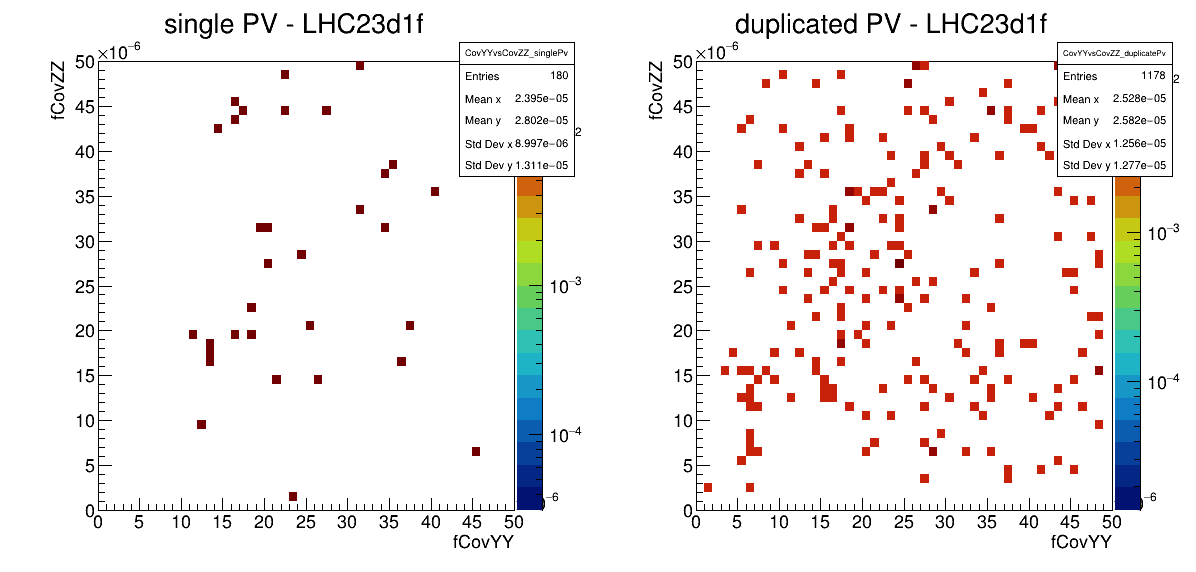 single PV - LHC23d1f
×10⁻⁶
fCovZZ
50
45
40
35
30
25
20
15
10
5
0
0 5 10 15 20 25 30 35 40 45 50
fCovYY
CovYYvsCovZZ_singlePv
Entries 180
Mean x 2.395e-05
Mean y 2.802e-05
Std Dev x 8.997e-06
Std Dev y 1.311e-05
2
10⁻³
10⁻⁴
⁻⁶
duplicated PV - LHC23d1f
×10⁻⁶
fCovZZ
50
45
40
35
30
25
20
15
10
5
0
0 5 10 15 20 25 30 35 40 45 50
fCovYY
CovYYvsCovZZ_duplicatePv
Entries 1178
Mean x 2.528e-05
Mean y 2.582e-05
Std Dev x 1.256e-05
Std Dev y 1.277e-05
2
10⁻³
10⁻⁴
⁻⁶